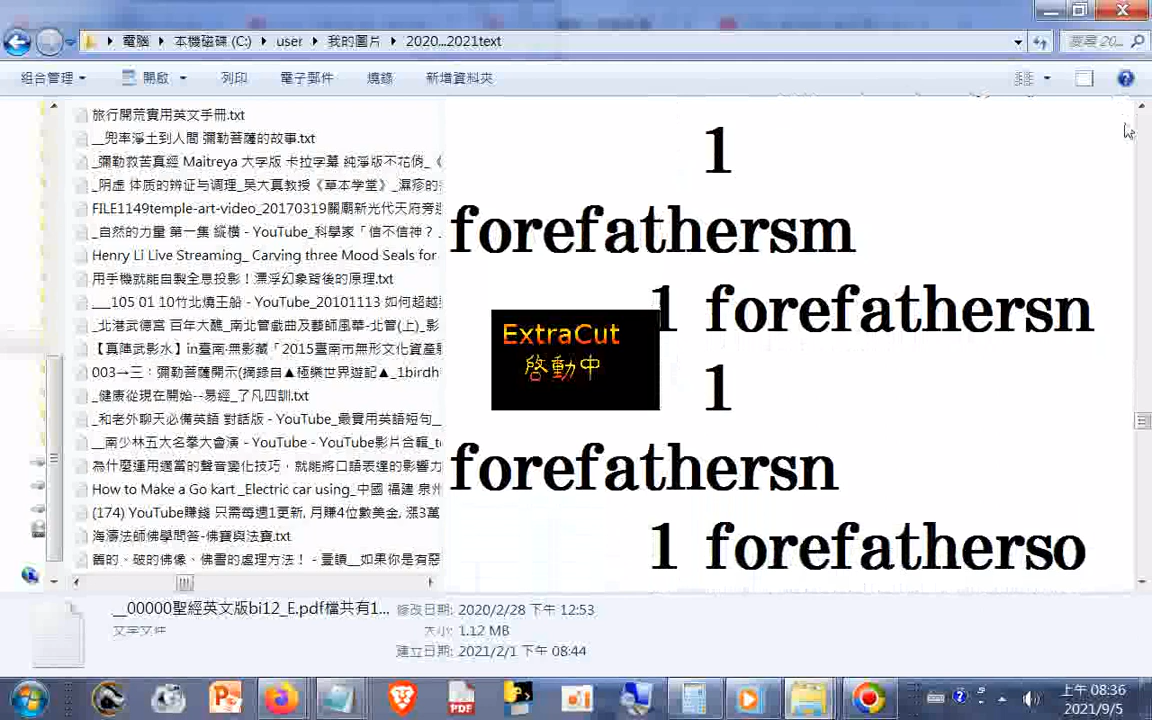 電腦 ▸ 本機磁碟 (C:) ▸ user ▸ 我的圖片 ▸ 2020...2021text
搜尋 20...
組合管理 開啟 列印 電子郵件 燒錄 新增資料夾
旅行開荒實用英文手冊.txt
__兜率淨土到人間 彌勒菩薩的故事.txt
_彌勒救苦真經 Maitreya 大字版 卡拉字幕 純淨版不花俏_《
_阴虚 体质的辨证与调理_吴大真教授《草本学堂》_濕疹的
FILE1149temple-art-video_20170319關廟新光代天府旁
_自然的力量 第一集 縱橫 - YouTube_科學家「信不信神？
Henry Li Live Streaming_ Carving three Mood Seals for
用手機就能自製全息投影！漂浮幻象背後的原理.txt
___105 01 10竹北燒王船 - YouTube_20101113 如何超越
_北港武德宮 百年大醮_南北管戲曲及藝師風華-北管(上)_影
【真陣武影水】in臺南·無影藏「2015臺南市無形文化資產
003→三：彌勒菩薩開示(摘錄自▲極樂世界遊記▲_1birdh
_健康從現在開始--易經_了凡四訓.txt
_和老外聊天必備英語 對話版 - YouTube_最實用英語短句_
__南少林五大名拳大會演 - YouTube - YouTube影片合輯_
為什麼運用適當的聲音變化技巧，就能將口語表達的影響力
How to Make a Go kart _Electric car using_中國 福建 泉州
(174) YouTube賺錢 只需每週1更新, 月賺4位數美金, 漲3萬
海濤法師佛學問答-佛寶與法寶.txt
舊的、破的佛像、佛書的處理方法！ - 壹讀__如果你是有惡
1
forefathersm
1 forefathersn
1
forefathersn
1 forefatherso
ExtraCut
啓動中
__00000聖經英文版bi12_E.pdf檔共有1... 修改日期: 2020/2/28 下午 12:53
文字文件 大小: 1.12 MB
建立日期: 2021/2/1 下午 08:44
PDF
上午 08:36
2021/9/5